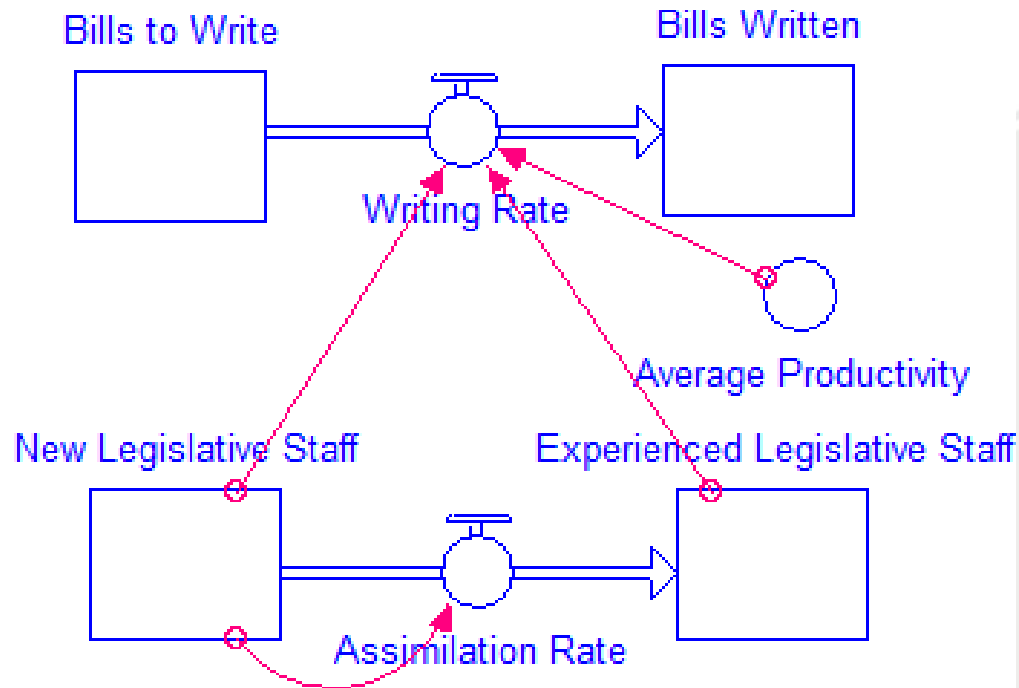 Bills to Write
Bills Written
Writing Rate
Average Productivity
New Legislative Staff
Experienced Legislative Staff
Assimilation Rate